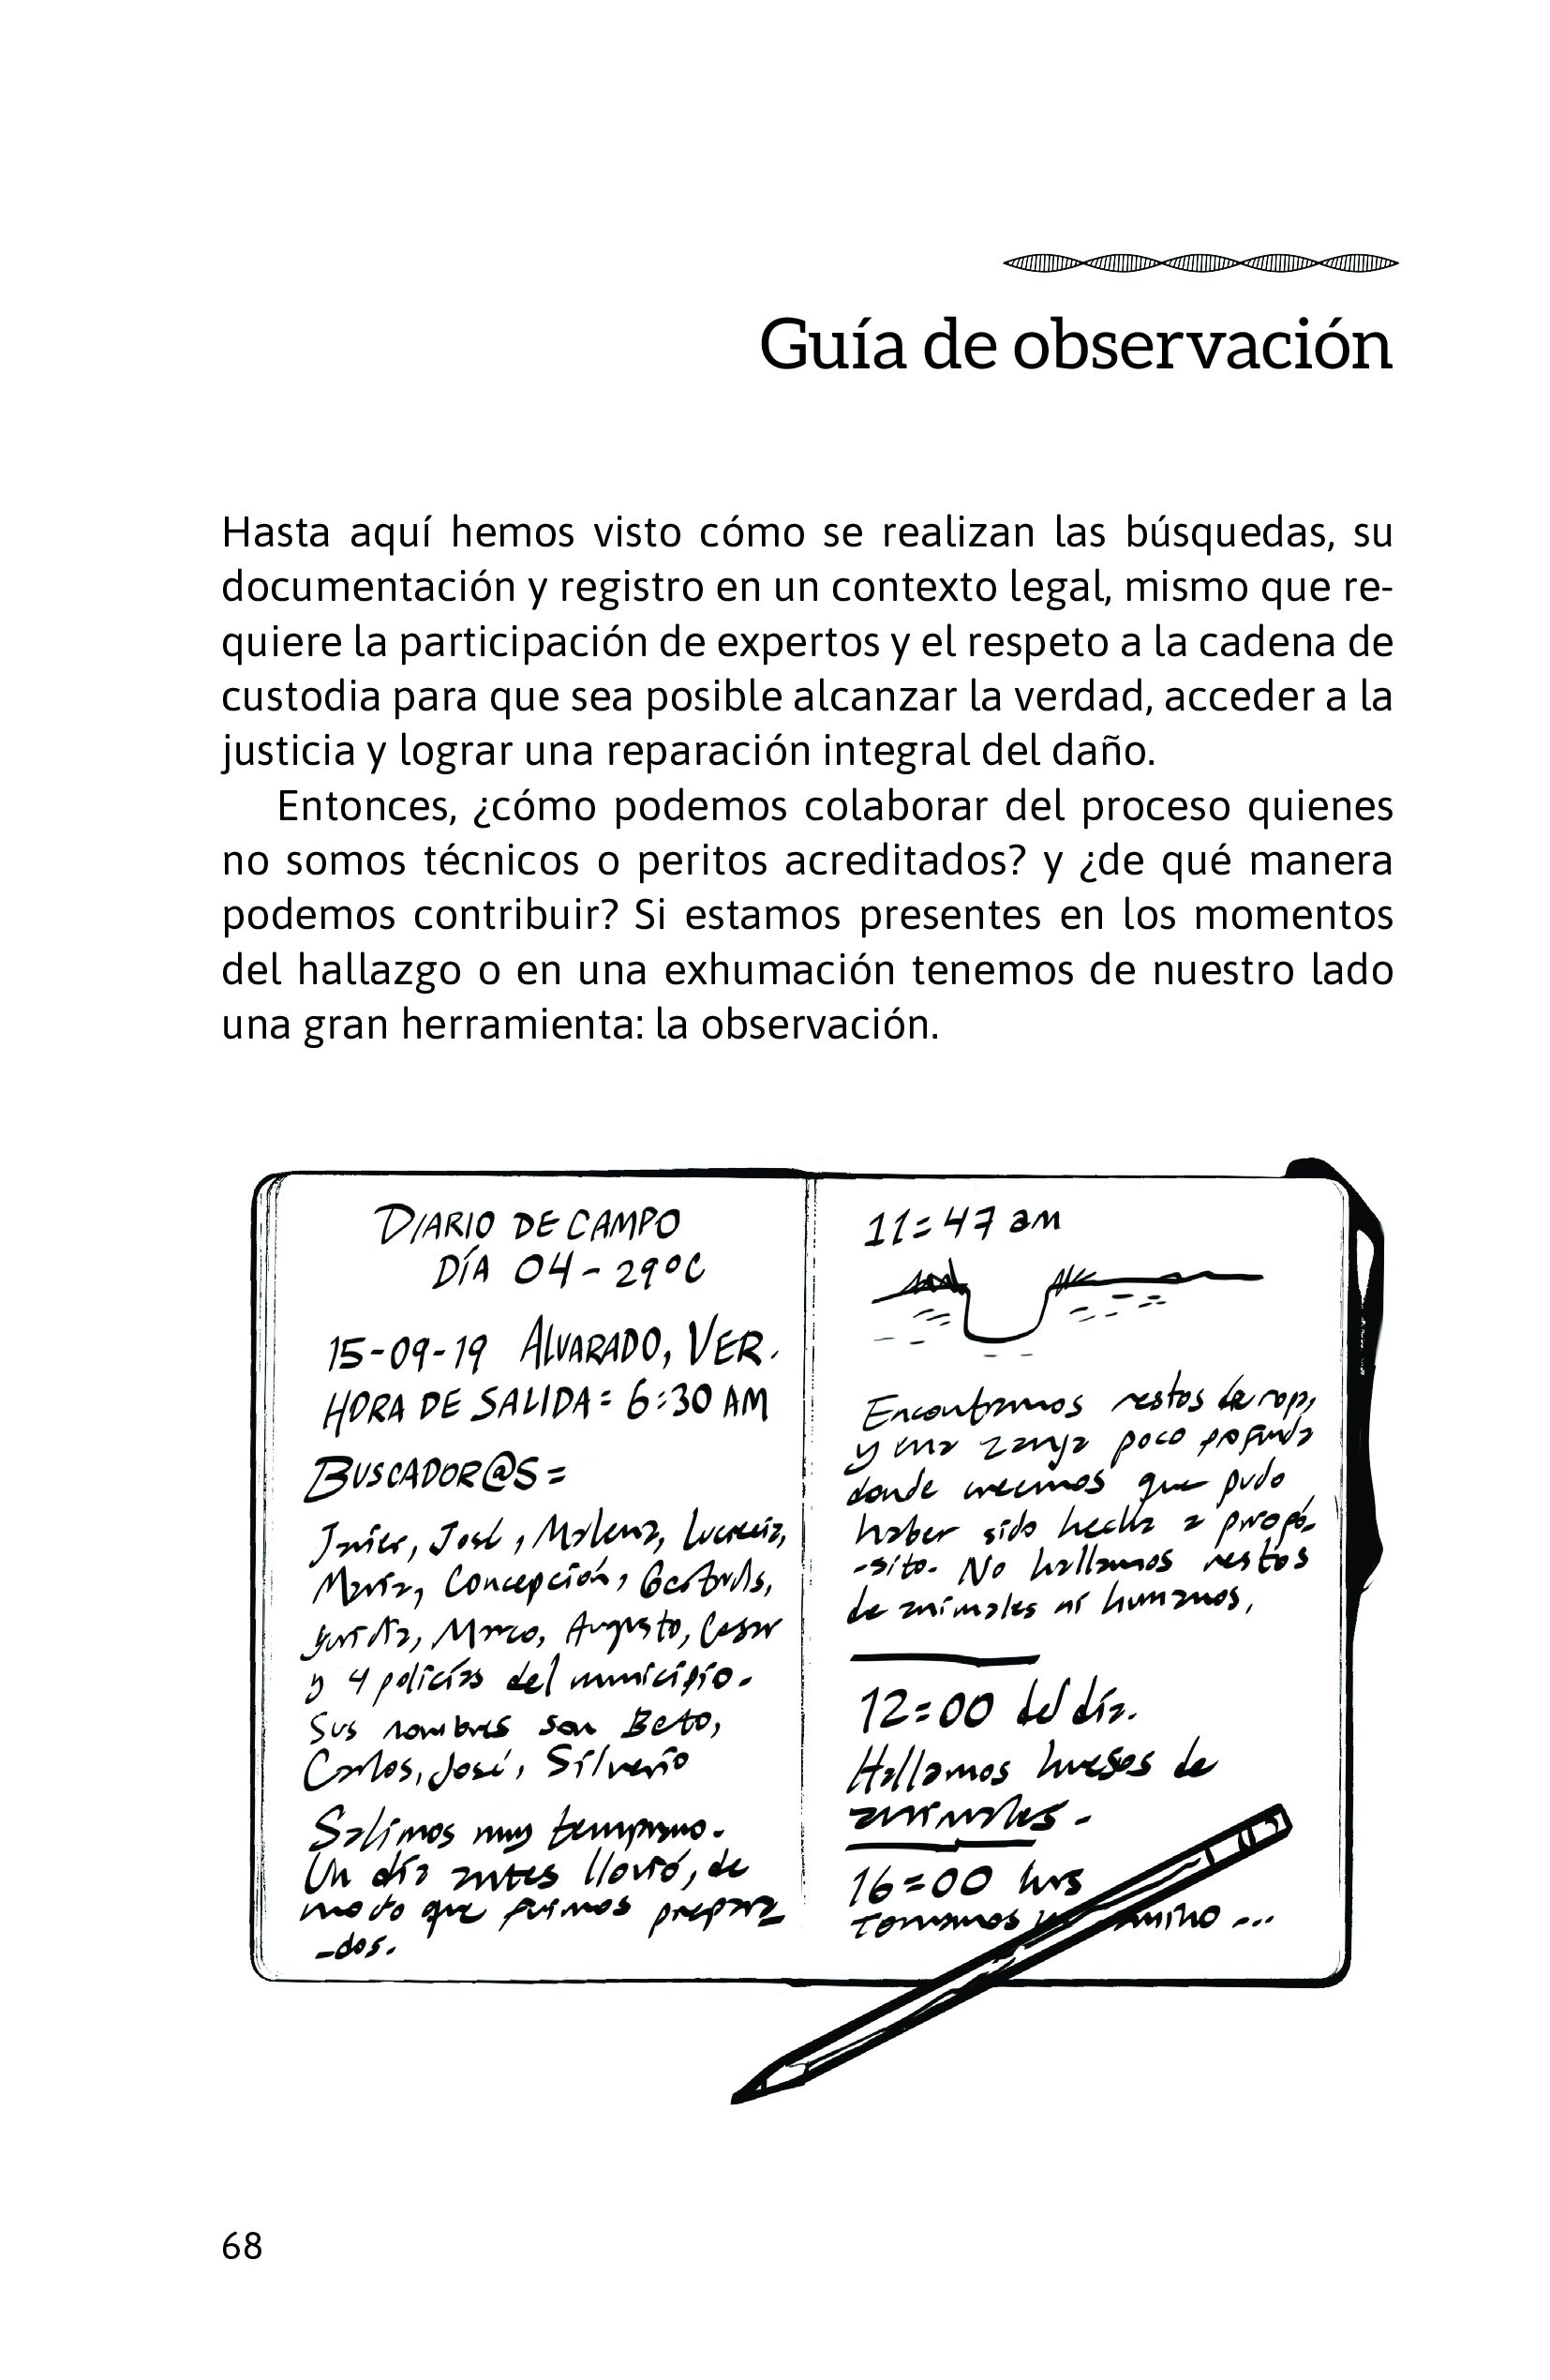 Guía de observación
Hasta aquí hemos visto cómo se realizan las búsquedas, su
documentación y registro en un contexto legal, mismo que re-
quiere la participación de expertos y el respeto a la cadena de
custodia para que sea posible alcanzar la verdad, acceder a la
justicia y lograr una reparación integral del daño.
Entonces, ¿cómo podemos colaborar del proceso quienes
no somos técnicos o peritos acreditados? y ¿de qué manera
podemos contribuir? Si estamos presentes en los momentos
del hallazgo o en una exhumación tenemos de nuestro lado
una gran herramienta: la observación.
DIARIO DE CAMPO
DÍA 04 - 29°C
15-09-19 ALVARADO, VER.
HORA DE SALIDA: 6:30 AM
BUSCADOR@S:
Javier, José, Malena, Lucrecia,
María, Concepción, Gertrudis,
Marco, Augusto, Cesar
y 4 policías del municipio.
Sus nombres son Beto,
Carlos, José, Silverio
Salimos muy temprano.
Un día antes llovió, de
modo que fuimos prepara
-dos.
11:47 am
Encontramos restos de ropa,
y una zanja poco profunda
donde creemos que pudo
haber sido hecha a propó-
-sito. No hallamos restos
de animales ni humanos,
12:00 del día.
Hallamos huesos de
animales.
16:00 hrs
Tomamos ...
68